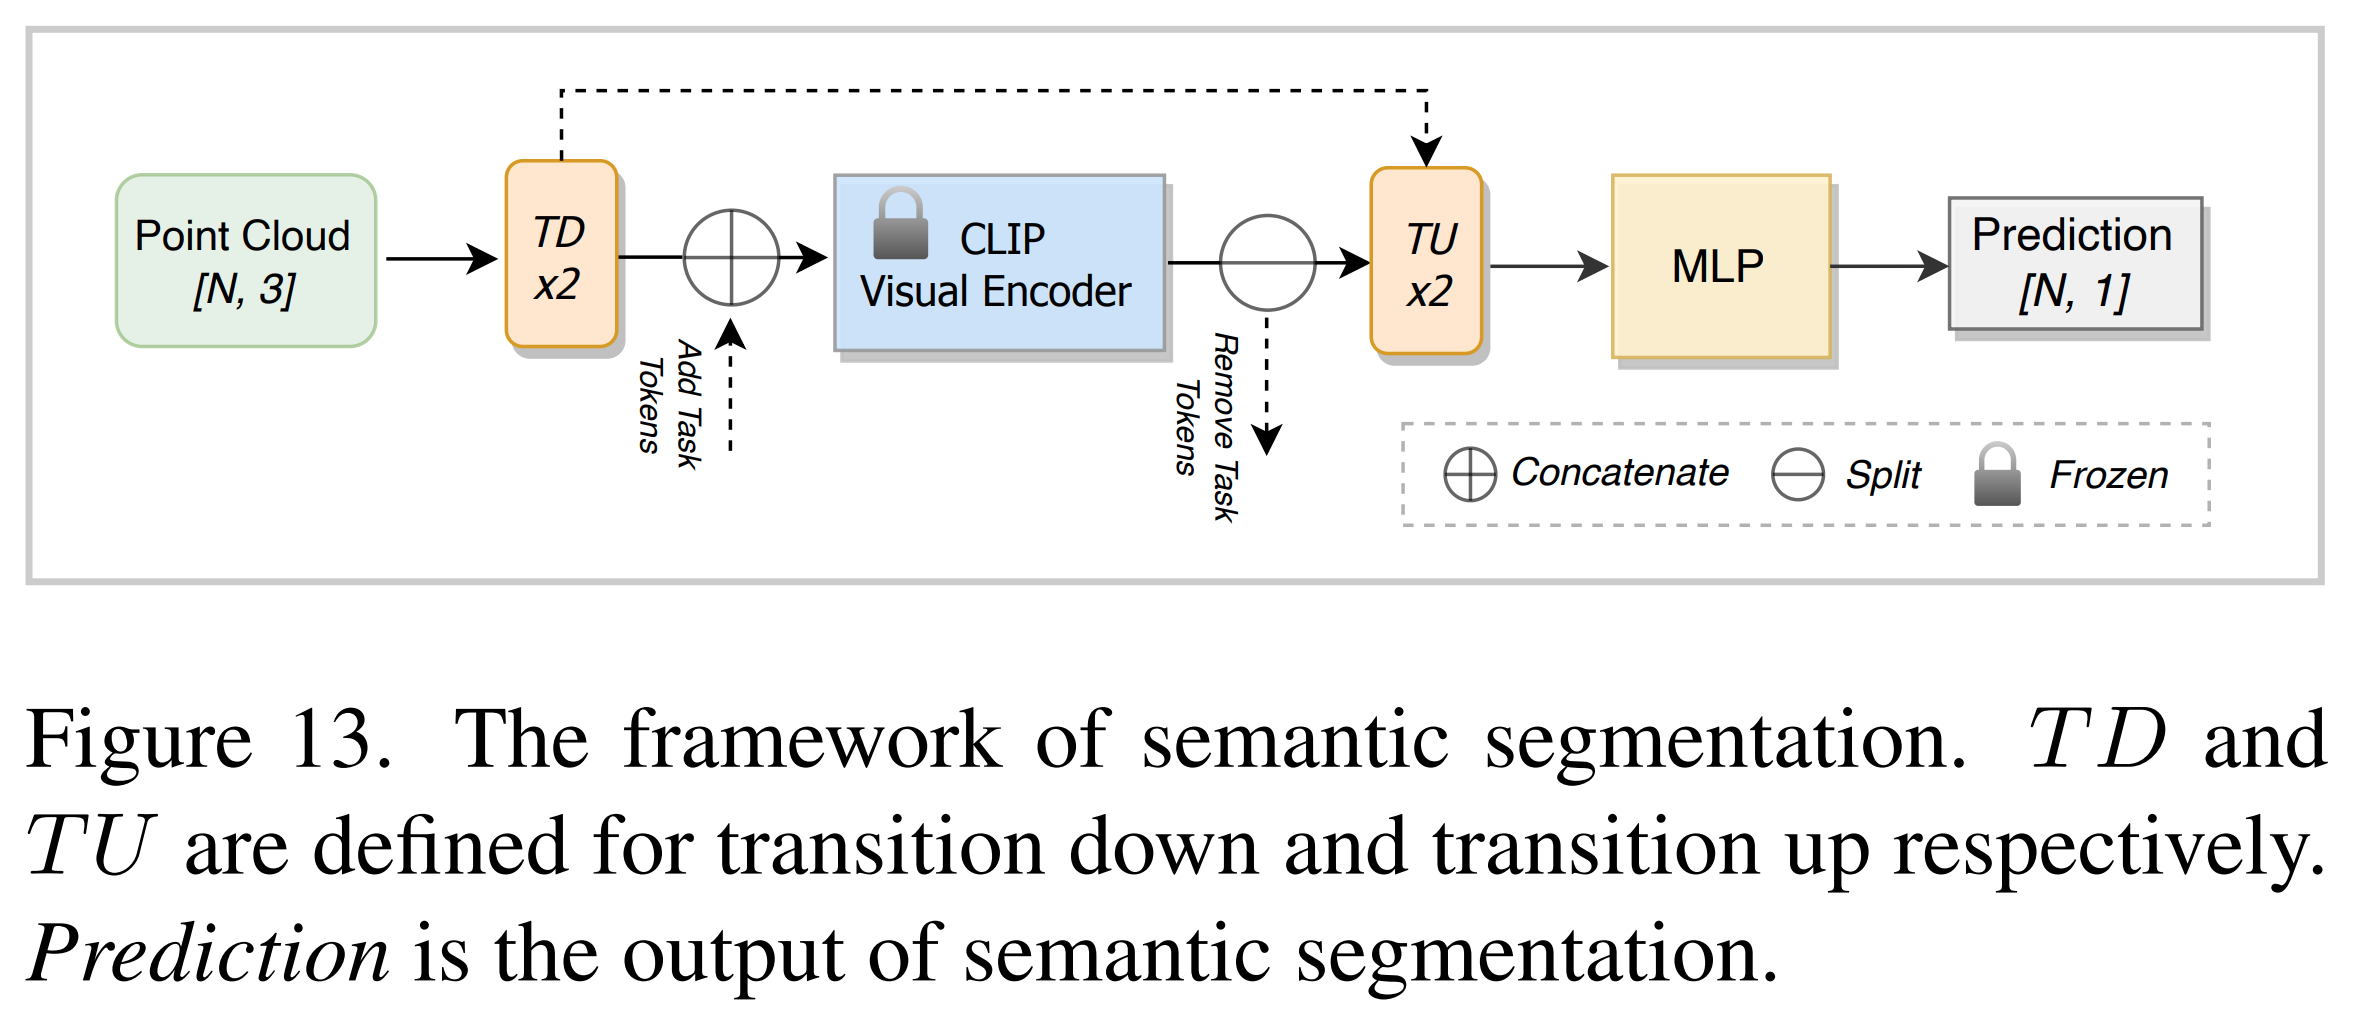 Point Cloud
[N, 3]
TD
x2
Add Task
Tokens
CLIP
Visual Encoder
Remove Task
Tokens
TU
x2
MLP
Prediction
[N, 1]
Concatenate
Split
Frozen
Figure 13. The framework of semantic segmentation. TD and
TU are defined for transition down and transition up respectively.
Prediction is the output of semantic segmentation.